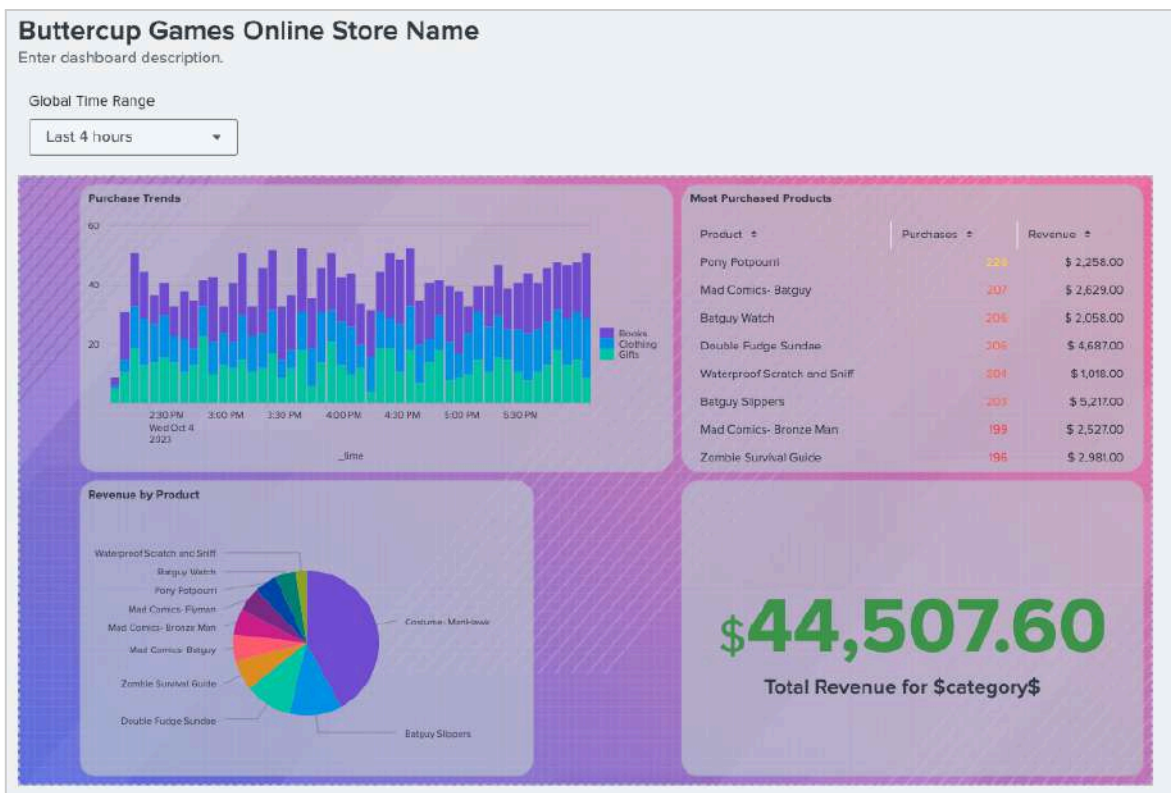 Buttercup Games Online Store Name
Enter dashboard description.
Global Time Range
Last 4 hours
Purchase Trends
60
40
20
2:30 PM
Wed Oct 4
2023
3:00 PM
3:30 PM
4:00 PM
4:30 PM
5:00 PM
5:30 PM
_time
Books
Clothing
Gifts
Most Purchased Products
Product Purchases Revenue
Pony Potpourri $ 2,258.00
Mad Comics- Batguy 207 $ 2,629.00
Batguy Watch 206 $ 2,058.00
Double Fudge Sundae 206 $ 4,687.00
Waterproof Scratch and Sniff 204 $ 1,018.00
Batguy Slippers 203 $ 5,217.00
Mad Comics- Bronze Man 199 $ 2,527.00
Zombie Survival Guide 196 $ 2,981.00
Revenue by Product
Waterproof Scratch and Sniff
Batguy Watch
Pony Potpourri
Mad Comics- Flyman
Mad Comics- Bronze Man
Mad Comics- Batguy
Zombie Survival Guide
Double Fudge Sundae
Costume- ManHawk
Batguy Slippers
$44,507.60
Total Revenue for $category$